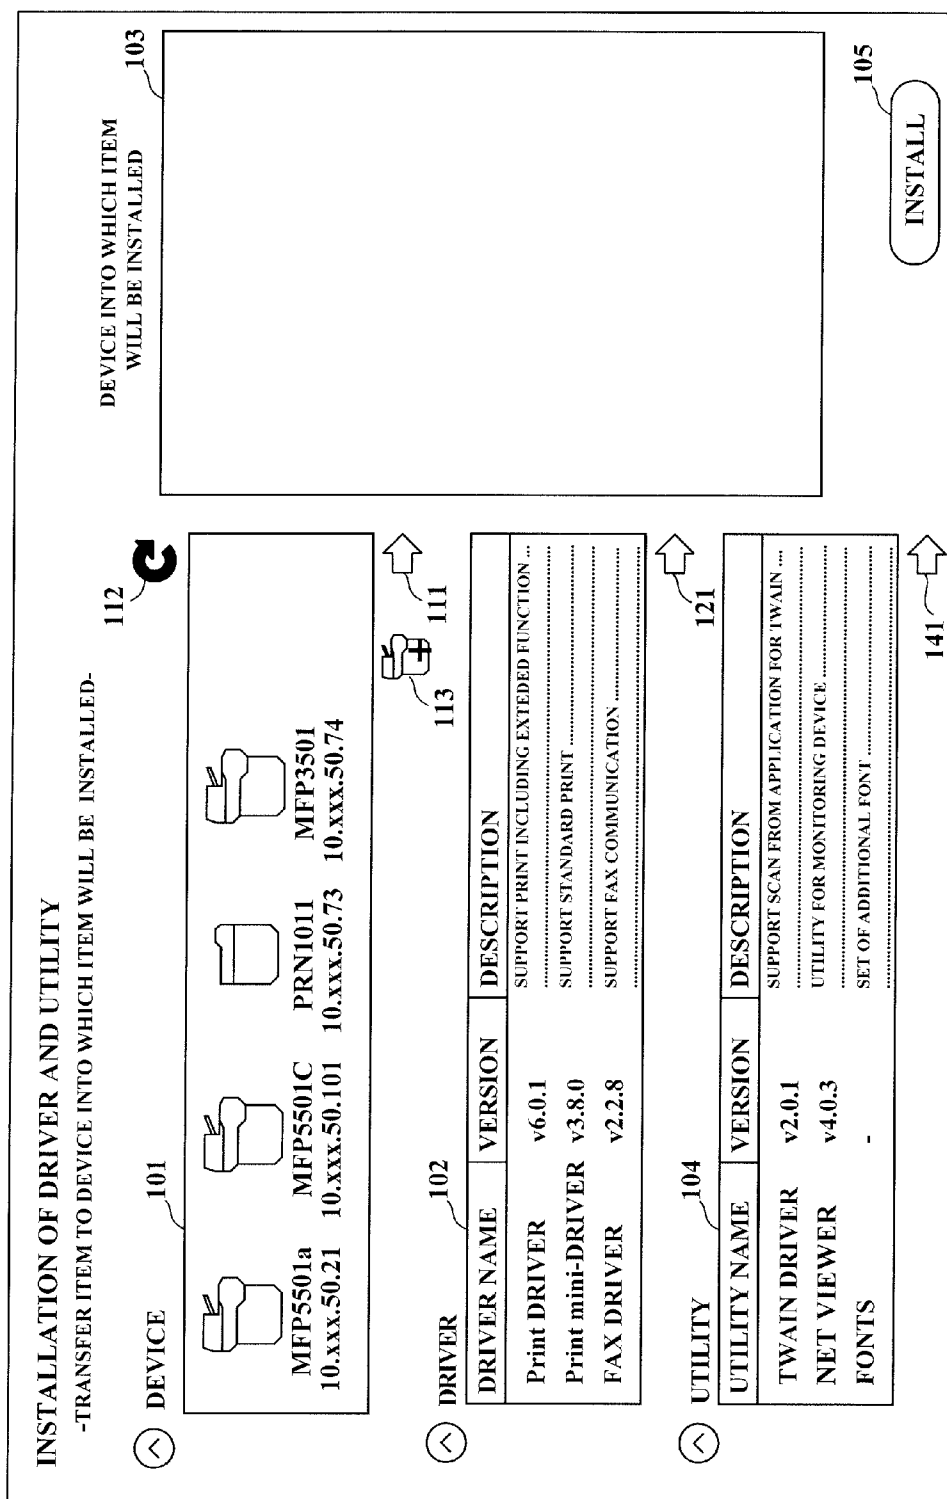 INSTALLATION OF DRIVER AND UTILITY
-TRANSFER ITEM TO DEVICE INTO WHICH ITEM WILL BE INSTALLED-
DEVICE
101
112
MFP5501a
10.xxx.50.21
MFP5501C
10.xxx.50.101
PRN1011
10.xxx.50.73
MFP3501
10.xxx.50.74
113
111
DRIVER
102
DRIVER NAME VERSION DESCRIPTION
Print DRIVER v6.0.1 SUPPORT PRINT INCLUDING EXTEDED FUNCTION ...
Print mini-DRIVER v3.8.0 SUPPORT STANDARD PRINT
FAX DRIVER v2.2.8 SUPPORT FAX COMMUNICATION
121
UTILITY
104
UTILITY NAME VERSION DESCRIPTION
TWAIN DRIVER v2.0.1 SUPPORT SCAN FROM APPLICATION FOR TWAIN ...
NET VIEWER v4.0.3 UTILITY FOR MONITORING DEVICE
FONTS - SET OF ADDITIONAL FONT
141
DEVICE INTO WHICH ITEM
WILL BE INSTALLED
103
105
INSTALL